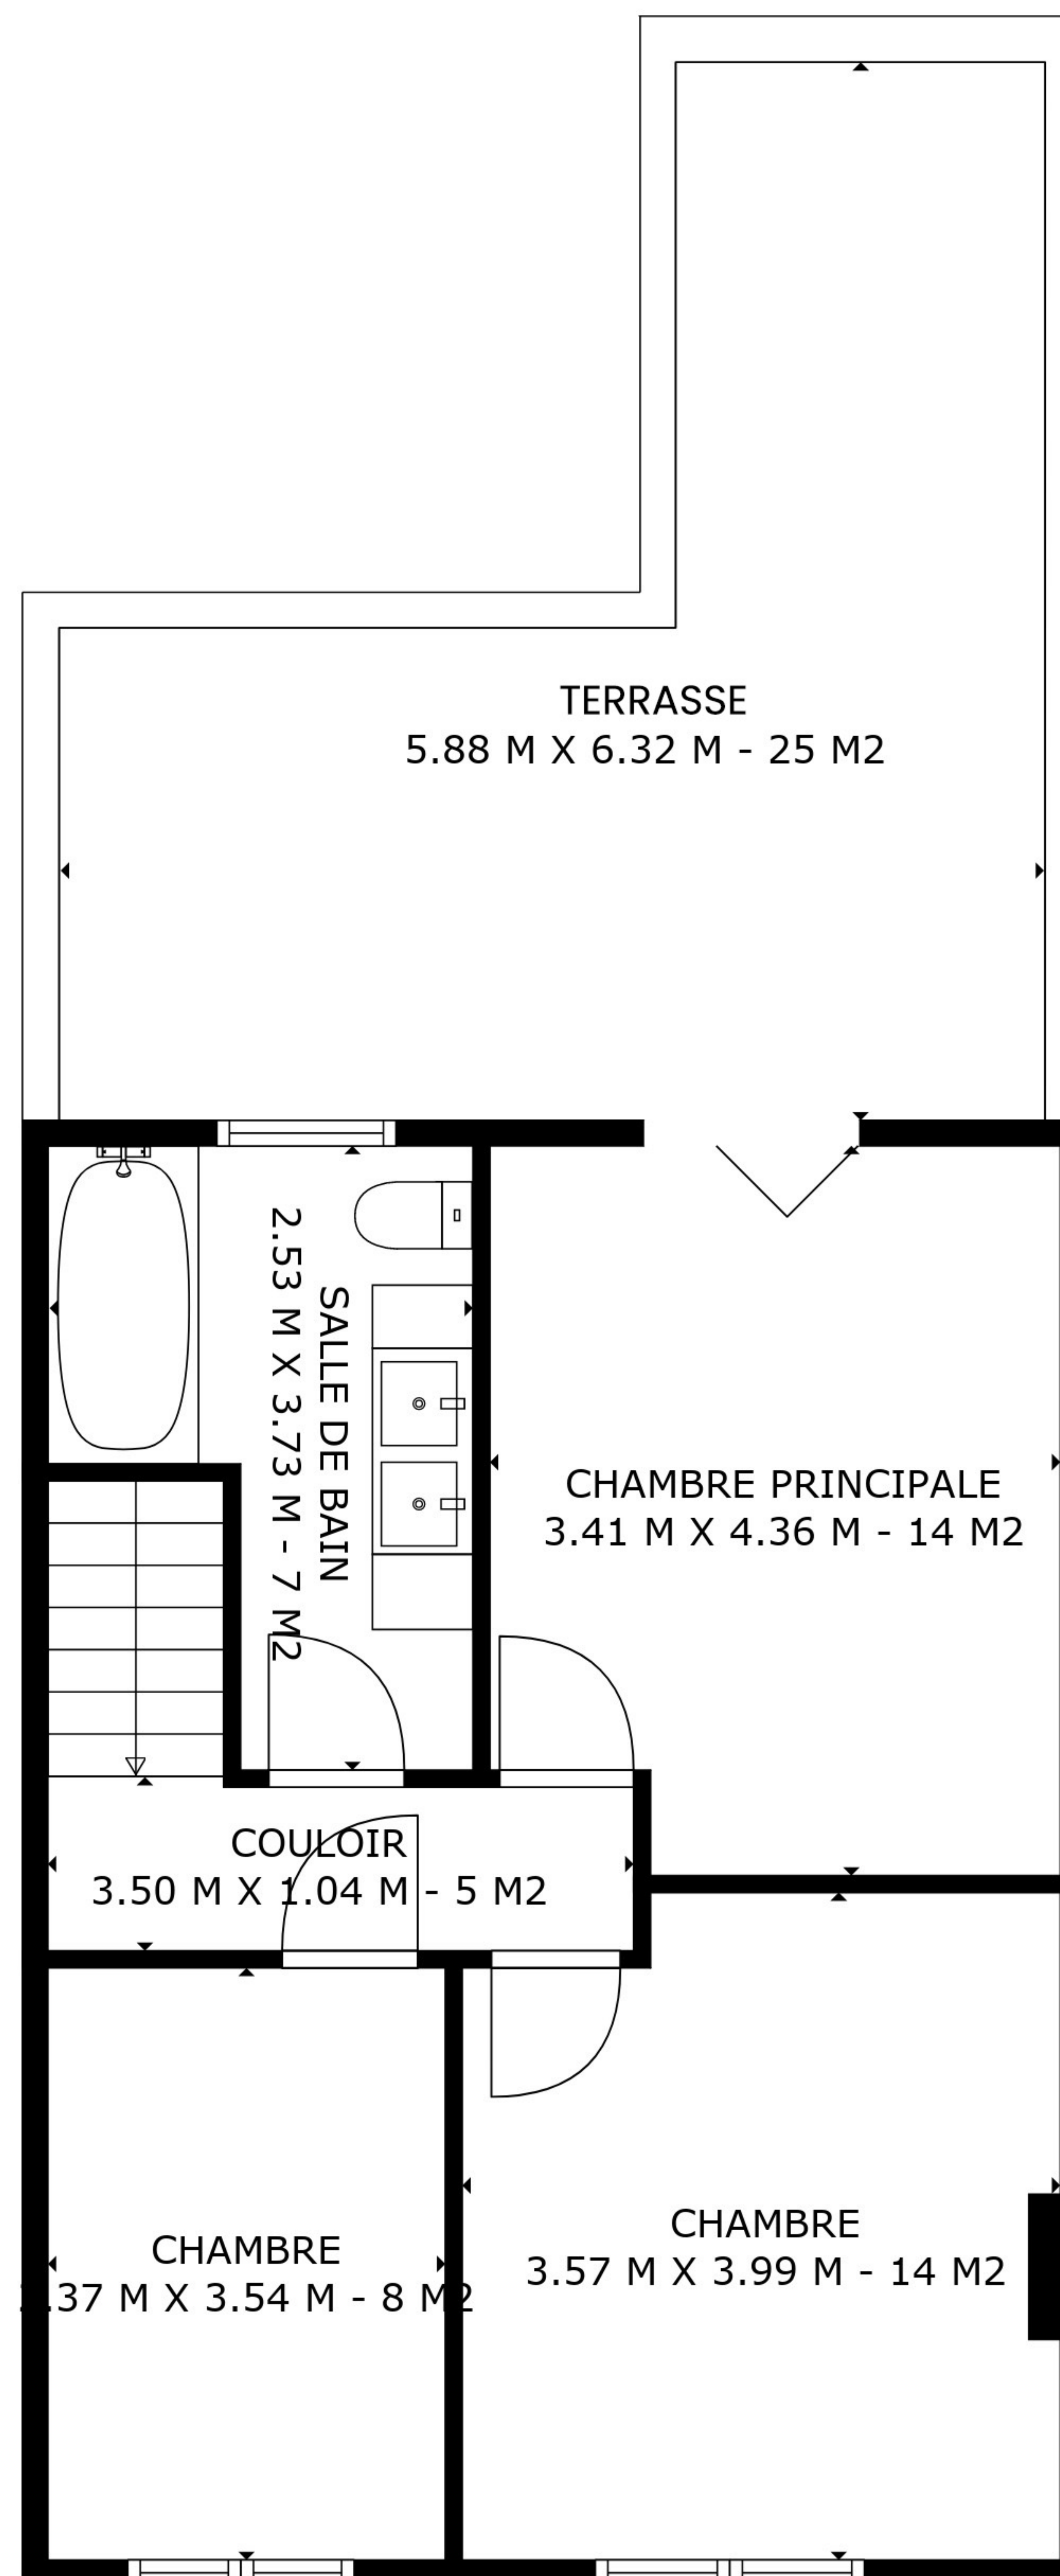 TERRASSE
5.88 M X 6.32 M - 25 M2
SALLE DE BAIN
2.53 M X 3.73 M - 7 M2
CHAMBRE PRINCIPALE
3.41 M X 4.36 M - 14 M2
COULOIR
3.50 M X 1.04 M - 5 M2
CHAMBRE
3.57 M X 3.99 M - 14 M2
CHAMBRE
.37 M X 3.54 M - 8 M2